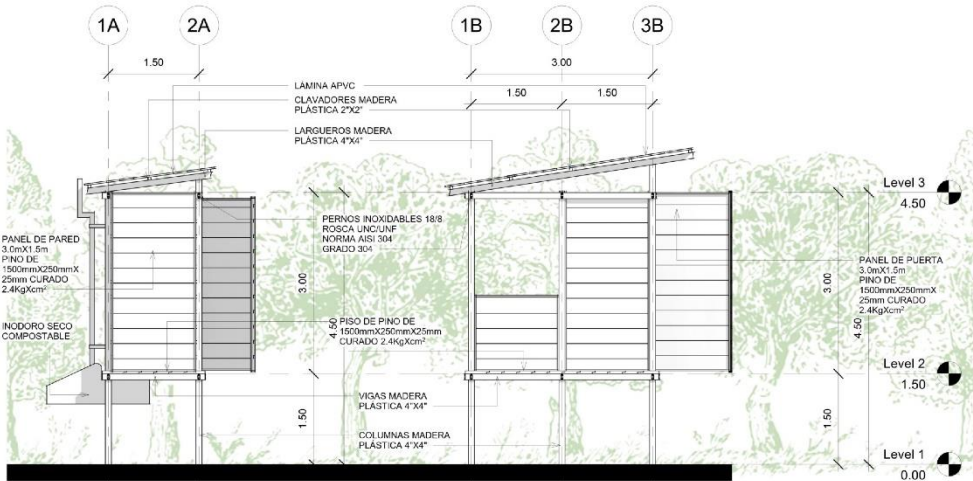 1A
2A
1B
2B
3B
1.50
3.00
1.50
1.50
LÁMINA APVC
CLAVADORES MADERA
PLÁSTICA 2"X2"
LARGUEROS MADERA
PLÁSTICA 4"X4"
Level 3
4.50
PERNOS INOXIDABLES 18/8
ROSCA UNC/UNF
NORMA AISI 304
GRADO 304
PANEL DE PARED
3.0mX1.5m
PINO DE
1500mmX250mmX
25mm CURADO
2.4KgXcm²
PANEL DE PUERTA
3.0mX1.5m
PINO DE
1500mmX250mmX
25mm CURADO
2.4KgXcm²
3.00
4.50
3.00
4.50
INODORO SECO
COMPOSTABLE
PISO DE PINO DE
1500mmX250mmX25mm
CURADO 2.4KgXcm²
Level 2
1.50
VIGAS MADERA
PLÁSTICA 4"X4"
1.50
1.50
COLUMNAS MADERA
PLÁSTICA 4"X4"
Level 1
0.00